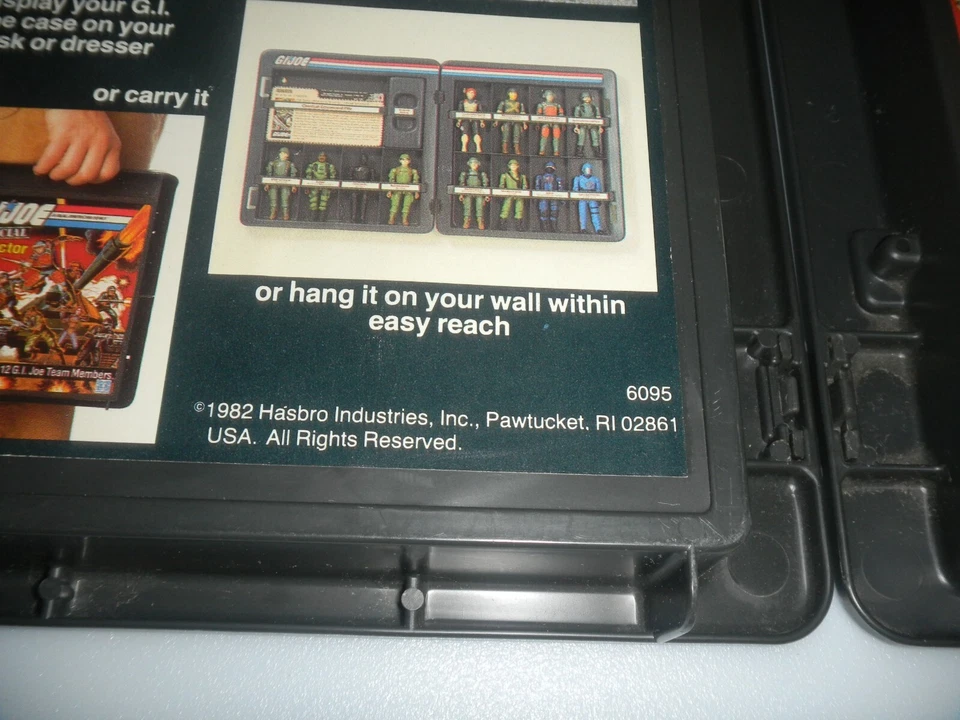 splay your G.I.
case on your
sk or dresser
or carry it
GI JOE
JOE
ctor
12 G.I. Joe Team Members
or hang it on your wall within
easy reach
6095
©1982 Hasbro Industries, Inc., Pawtucket, RI 02861
USA. All Rights Reserved.